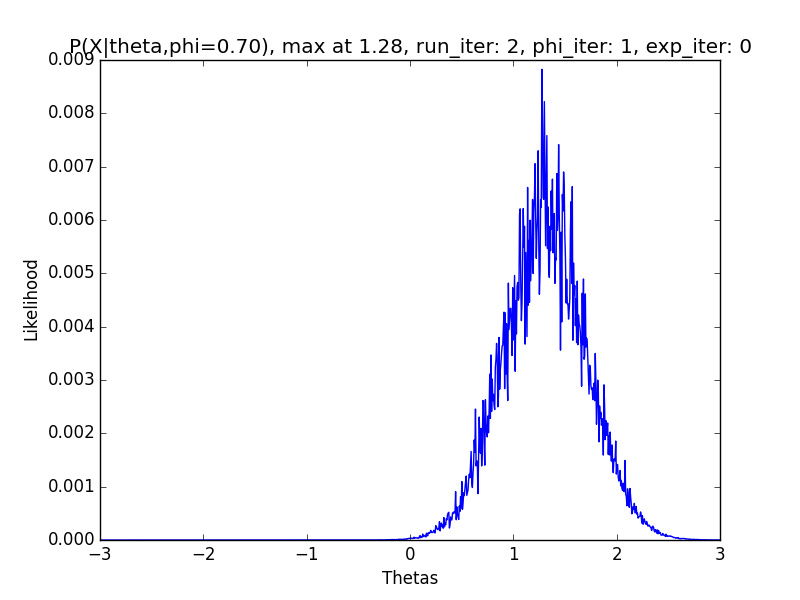 P(X|theta,phi=0.70), max at 1.28, run_iter: 2, phi_iter: 1, exp_iter: 0
0.009
0.008
0.007
0.006
0.005
0.004
0.003
0.002
0.001
0.000
Likelihood
−3 −2 −1 0 1 2 3
Thetas